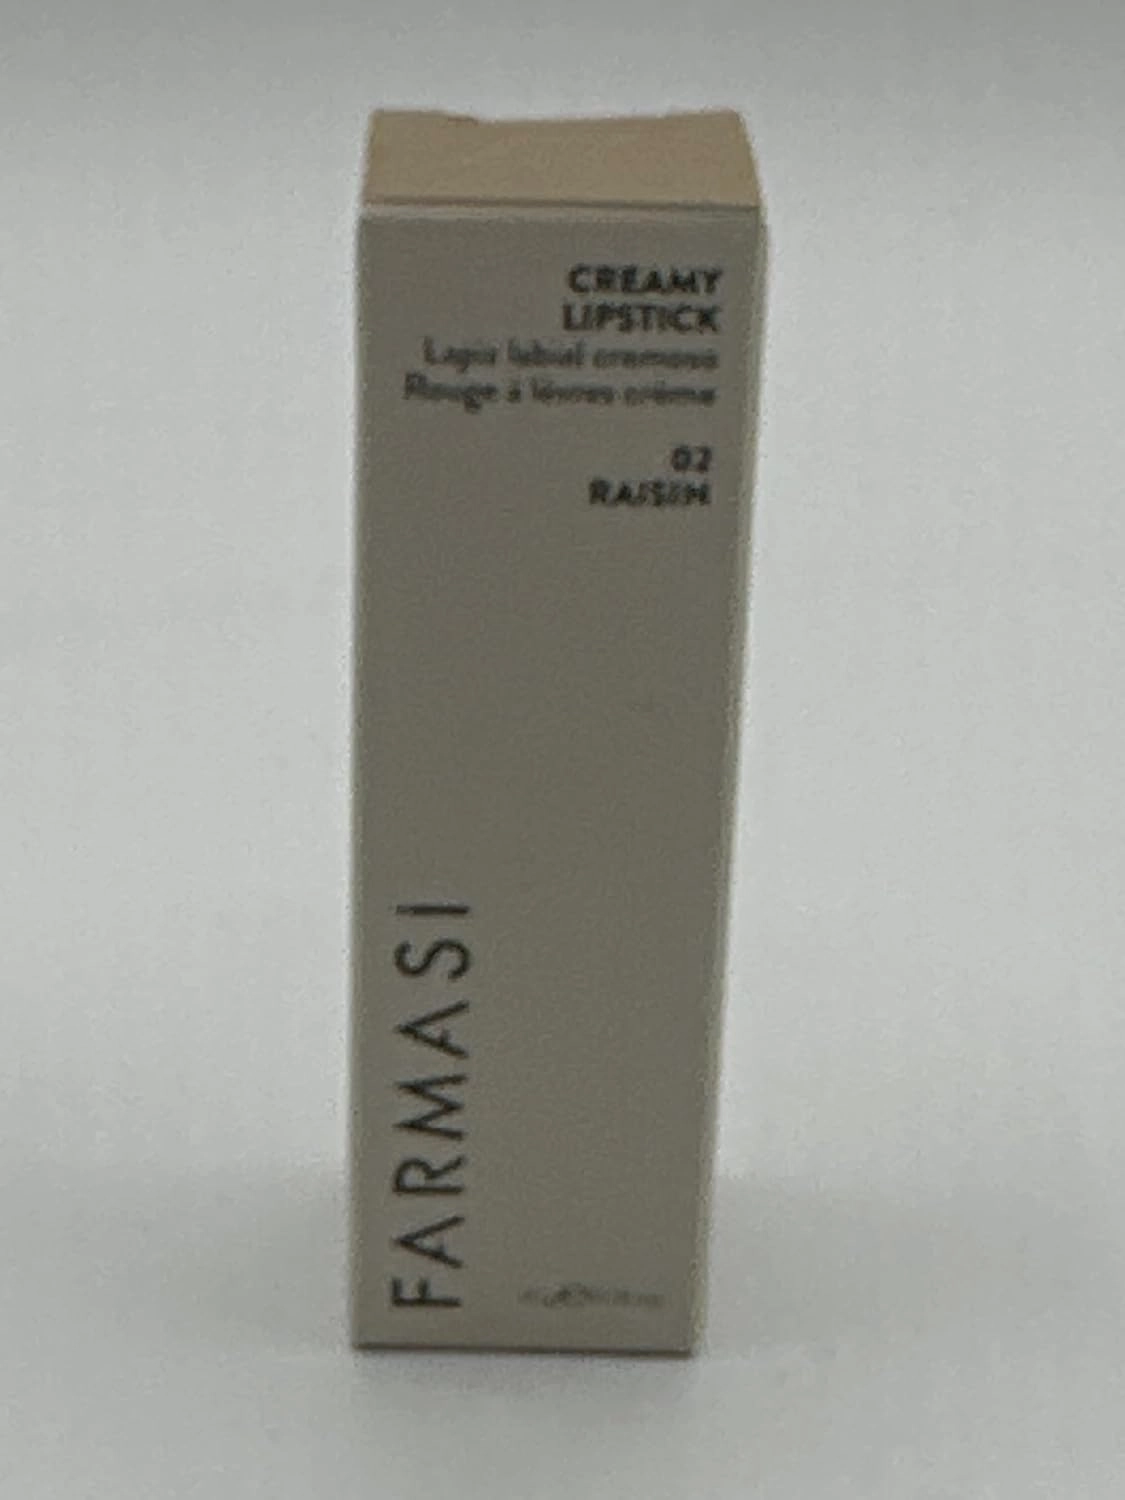 CREAMY
LIPSTICK
Lapiz labial cremoso
Rouge à lèvres crème
02
RAISIN
FARMASI